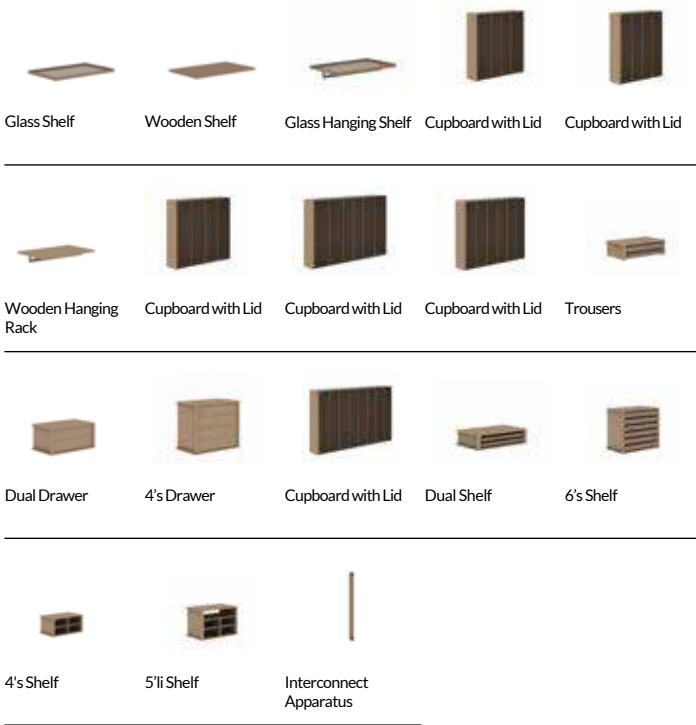 Glass Shelf
Wooden Shelf
Glass Hanging Shelf
Cupboard with Lid
Cupboard with Lid
Wooden Hanging
Rack
Cupboard with Lid
Cupboard with Lid
Cupboard with Lid
Trousers
Dual Drawer
4’s Drawer
Cupboard with Lid
Dual Shelf
6’s Shelf
4's Shelf
5’li Shelf
Interconnect
Apparatus